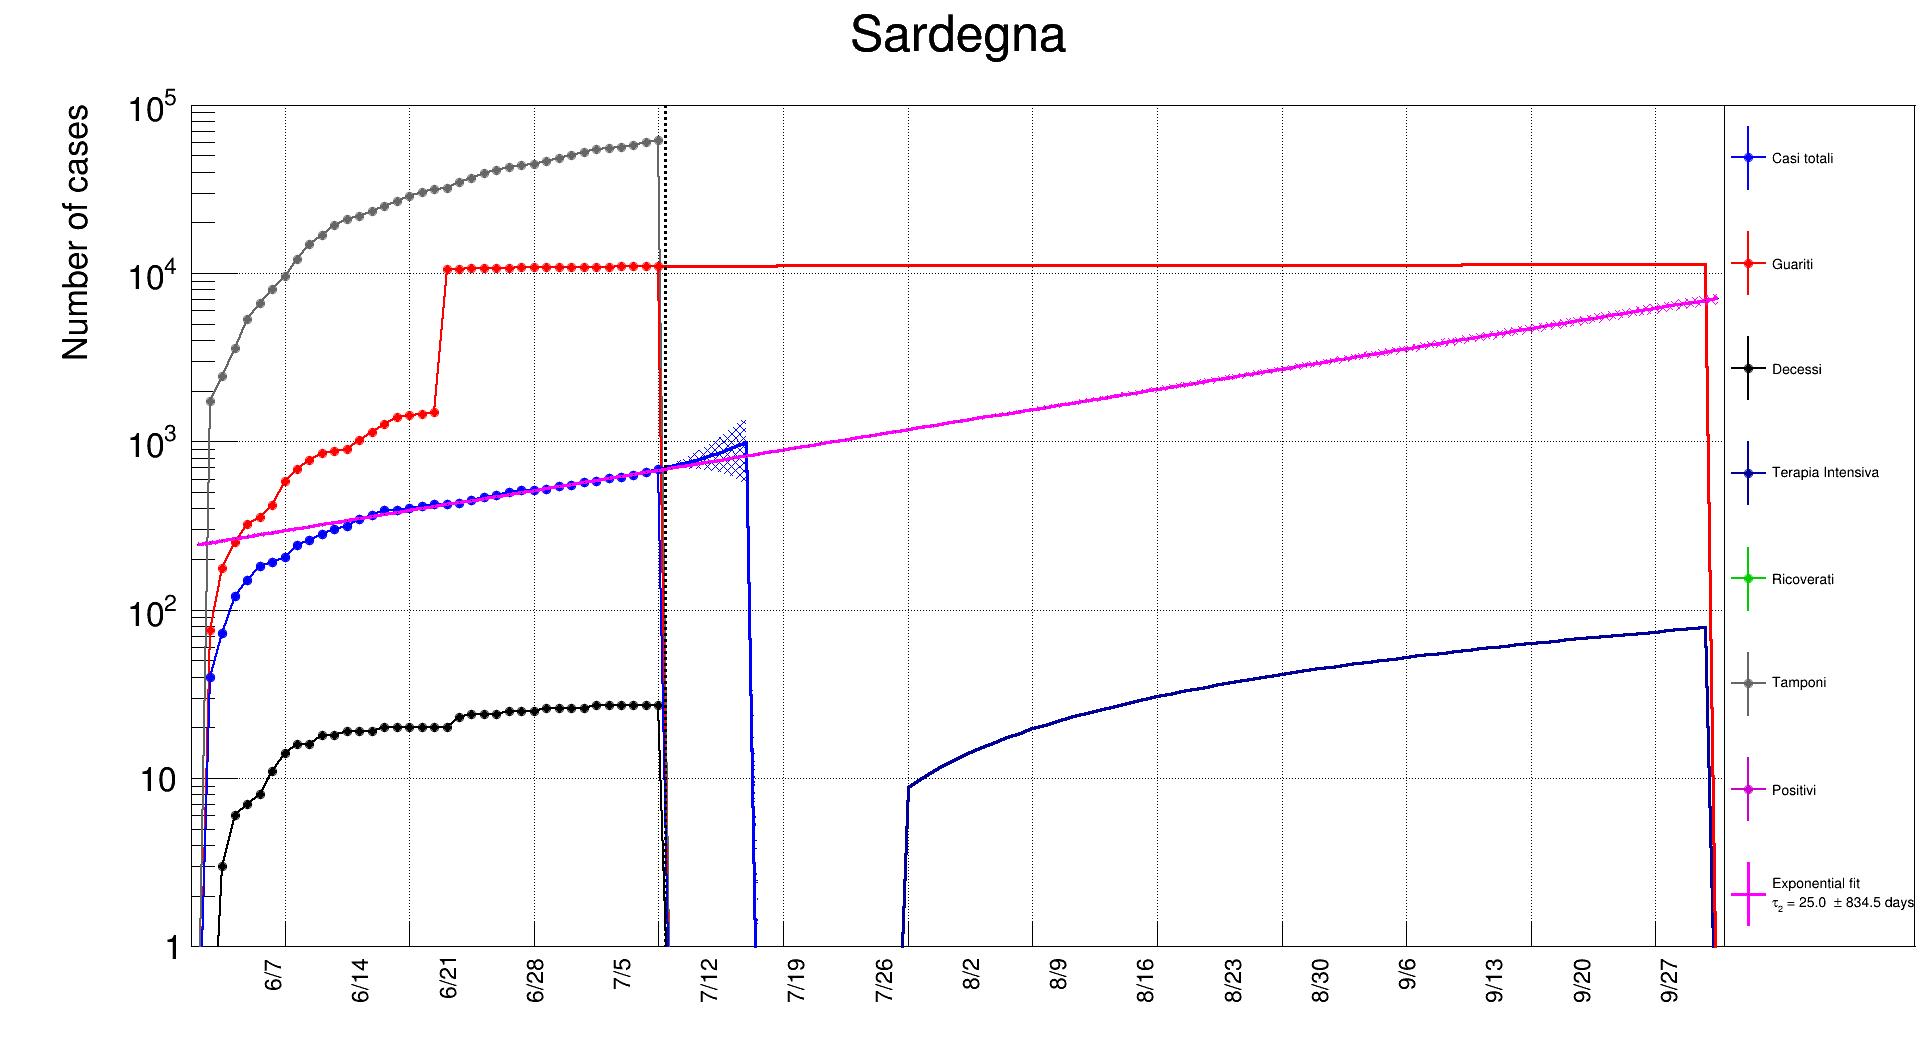 Sardegna
Number of cases
10^5
10^4
10^3
10^2
10
1
6/7
6/14
6/21
6/28
7/5
7/12
7/19
7/26
8/2
8/9
8/16
8/23
8/30
9/6
9/13
9/20
9/27
Casi totali
Guariti
Decessi
Terapia Intensiva
Ricoverati
Tamponi
Positivi
Exponential fit
τ_2 = 25.0 ± 834.5 days